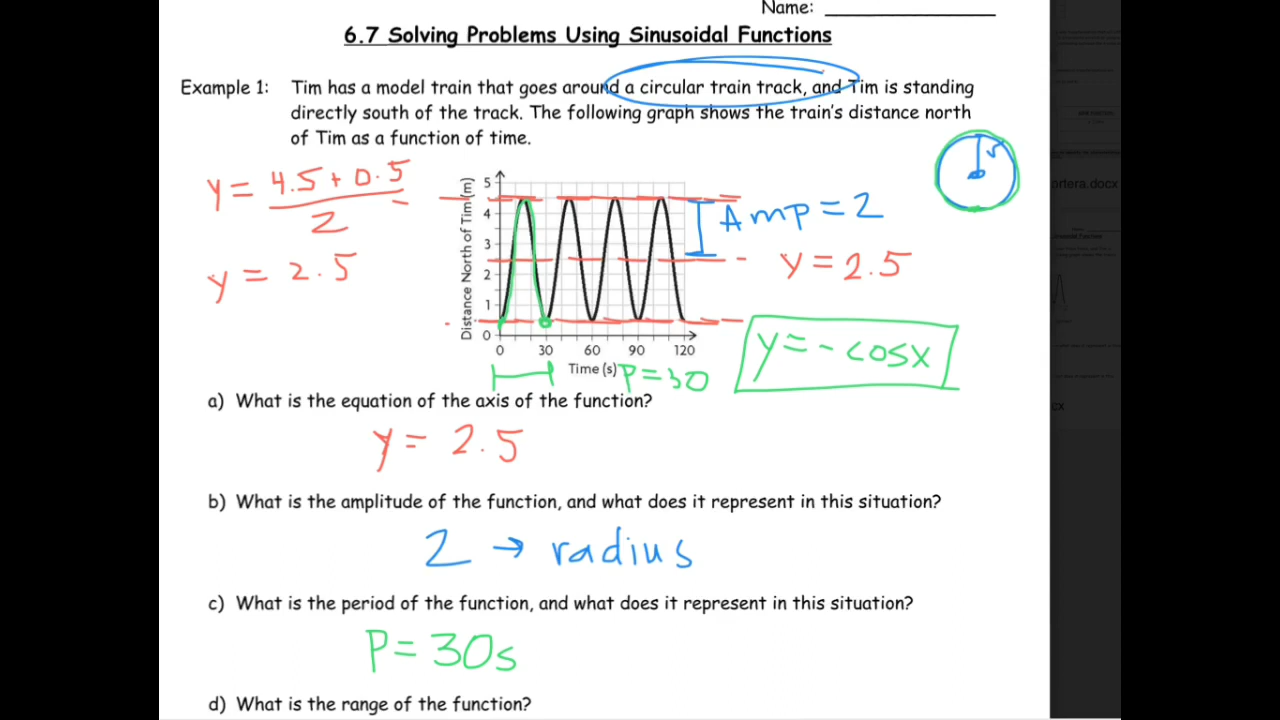 Name:
6.7 Solving Problems Using Sinusoidal Functions
Example 1: Tim has a model train that goes around a circular train track, and Tim is standing
directly south of the track. The following graph shows the train's distance north
of Tim as a function of time.
y = 4.5 + 0.5
2
y = 2.5
Distance North of Tim (m)
5
4
3
2
1
0
0 30 60 90 120
Time (s)
r
Amp = 2
y = 2.5
y = - cosx
P = 30
a) What is the equation of the axis of the function?
y = 2.5
b) What is the amplitude of the function, and what does it represent in this situation?
2 → radius
c) What is the period of the function, and what does it represent in this situation?
P = 30s
d) What is the range of the function?
ortera.docx
cx